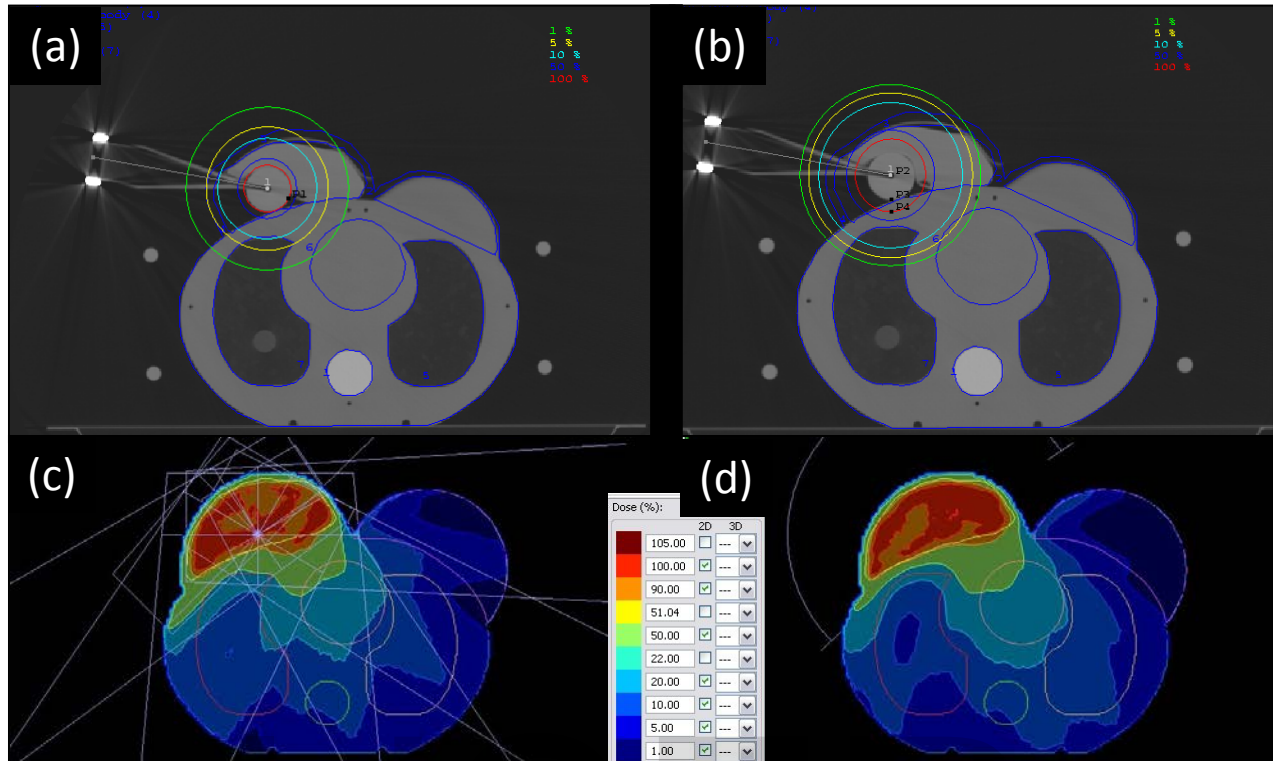 (a)
1 %
5 %
10 %
100 %
1
P1
6
7
5
(b)
1 %
5 %
10 %
100 %
1
P2
P3
P4
6
7
5
(c)
(d)
Dose (%):
2D 3D
105.00 ---
100.00 ---
90.00 ---
51.04 ---
50.00 ---
22.00 ---
20.00 ---
10.00 ---
5.00 ---
1.00 ---